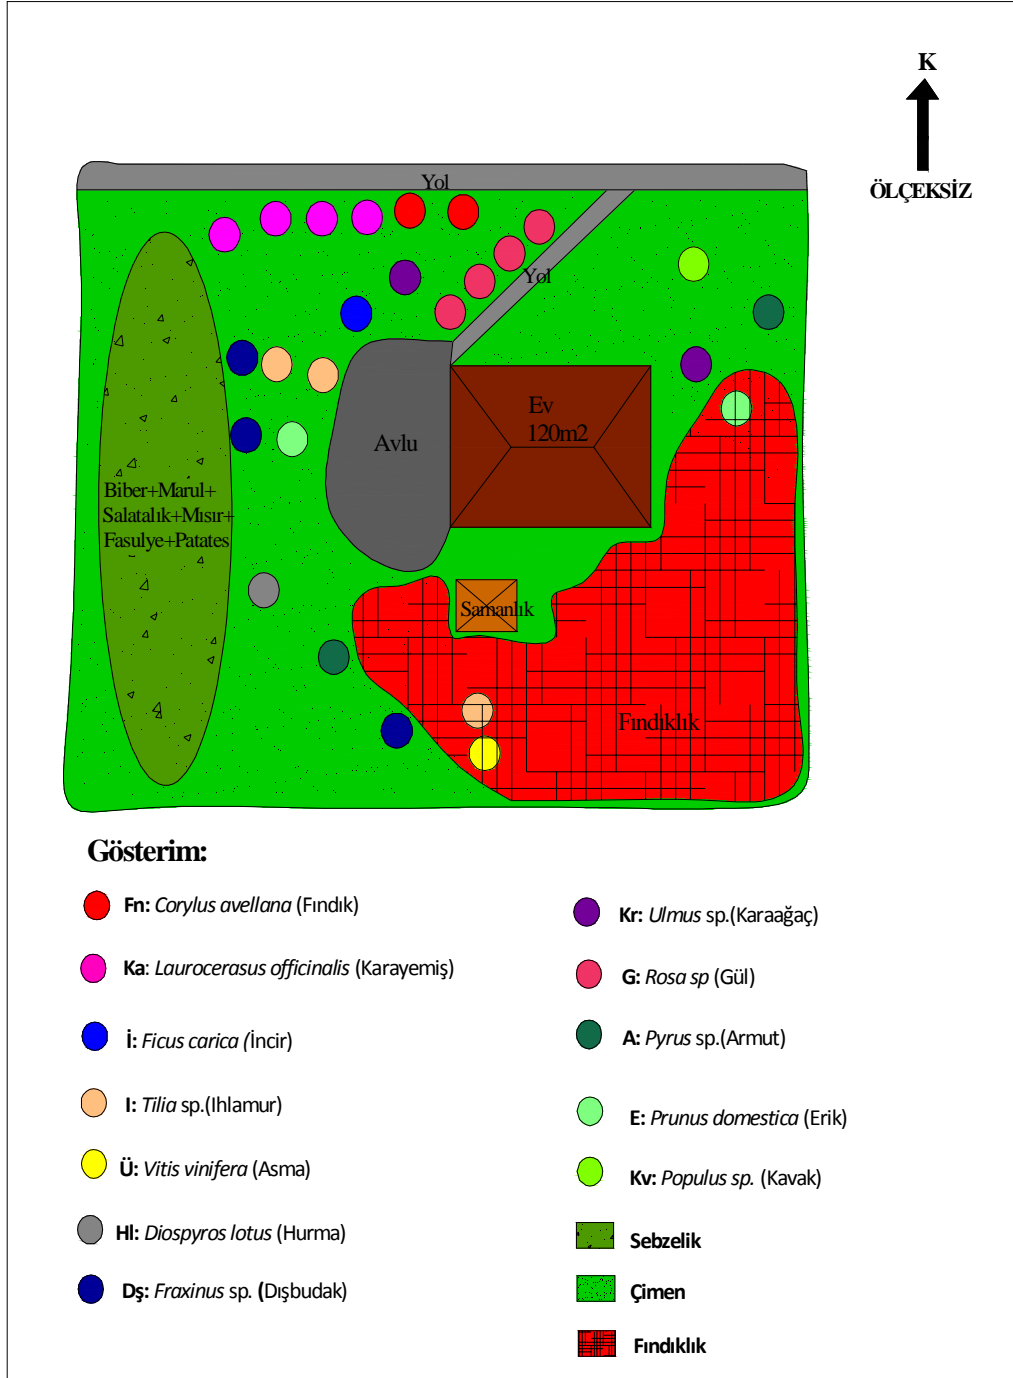 K
ÖLÇEKSİZ
Yol
Yol
Ev
120m2
Avlu
Biber+Marul+
Salatalık+Mısır+
Fasulye+Patates
Samanlık
Fındıklık
Gösterim:
Fn: Corylus avellana (Fındık)
Ka: Laurocerasus officinalis (Karayemiş)
İ: Ficus carica (İncir)
I: Tilia sp.(Ihlamur)
Ü: Vitis vinifera (Asma)
Hl: Diospyros lotus (Hurma)
Dş: Fraxinus sp. (Dışbudak)
Kr: Ulmus sp.(Karaağaç)
G: Rosa sp (Gül)
A: Pyrus sp.(Armut)
E: Prunus domestica (Erik)
Kv: Populus sp. (Kavak)
Sebzelik
Çimen
Fındıklık